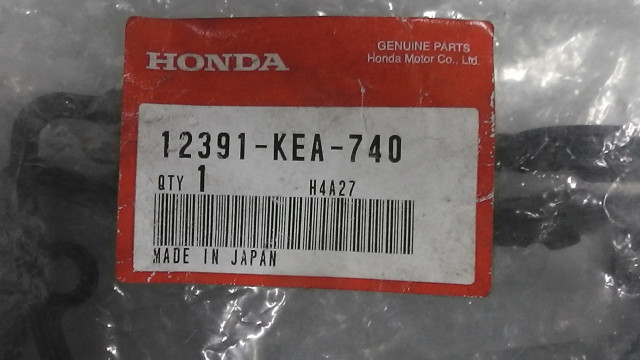 HONDA
GENUINE PARTS
Honda Motor Co., Ltd.
12391-KEA-740
QTY 1 H4A27
MADE IN JAPAN